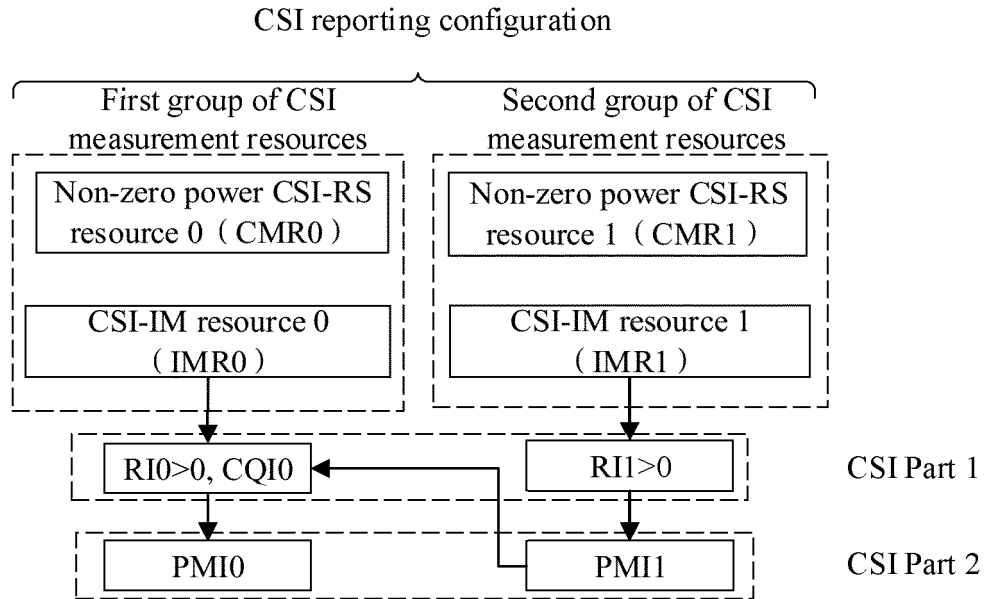 CSI reporting configuration
First group of CSI
measurement resources
Second group of CSI
measurement resources
Non-zero power CSI-RS
resource 0（CMR0）
Non-zero power CSI-RS
resource 1（CMR1）
CSI-IM resource 0
（IMR0）
CSI-IM resource 1
（IMR1）
RI0>0, CQI0
RI1>0
CSI Part 1
PMI0
PMI1
CSI Part 2